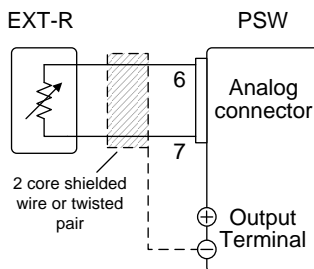 EXT-R
PSW
6
Analog
connector
7
2 core shielded
wire or twisted
pair
+
Output
Terminal
-